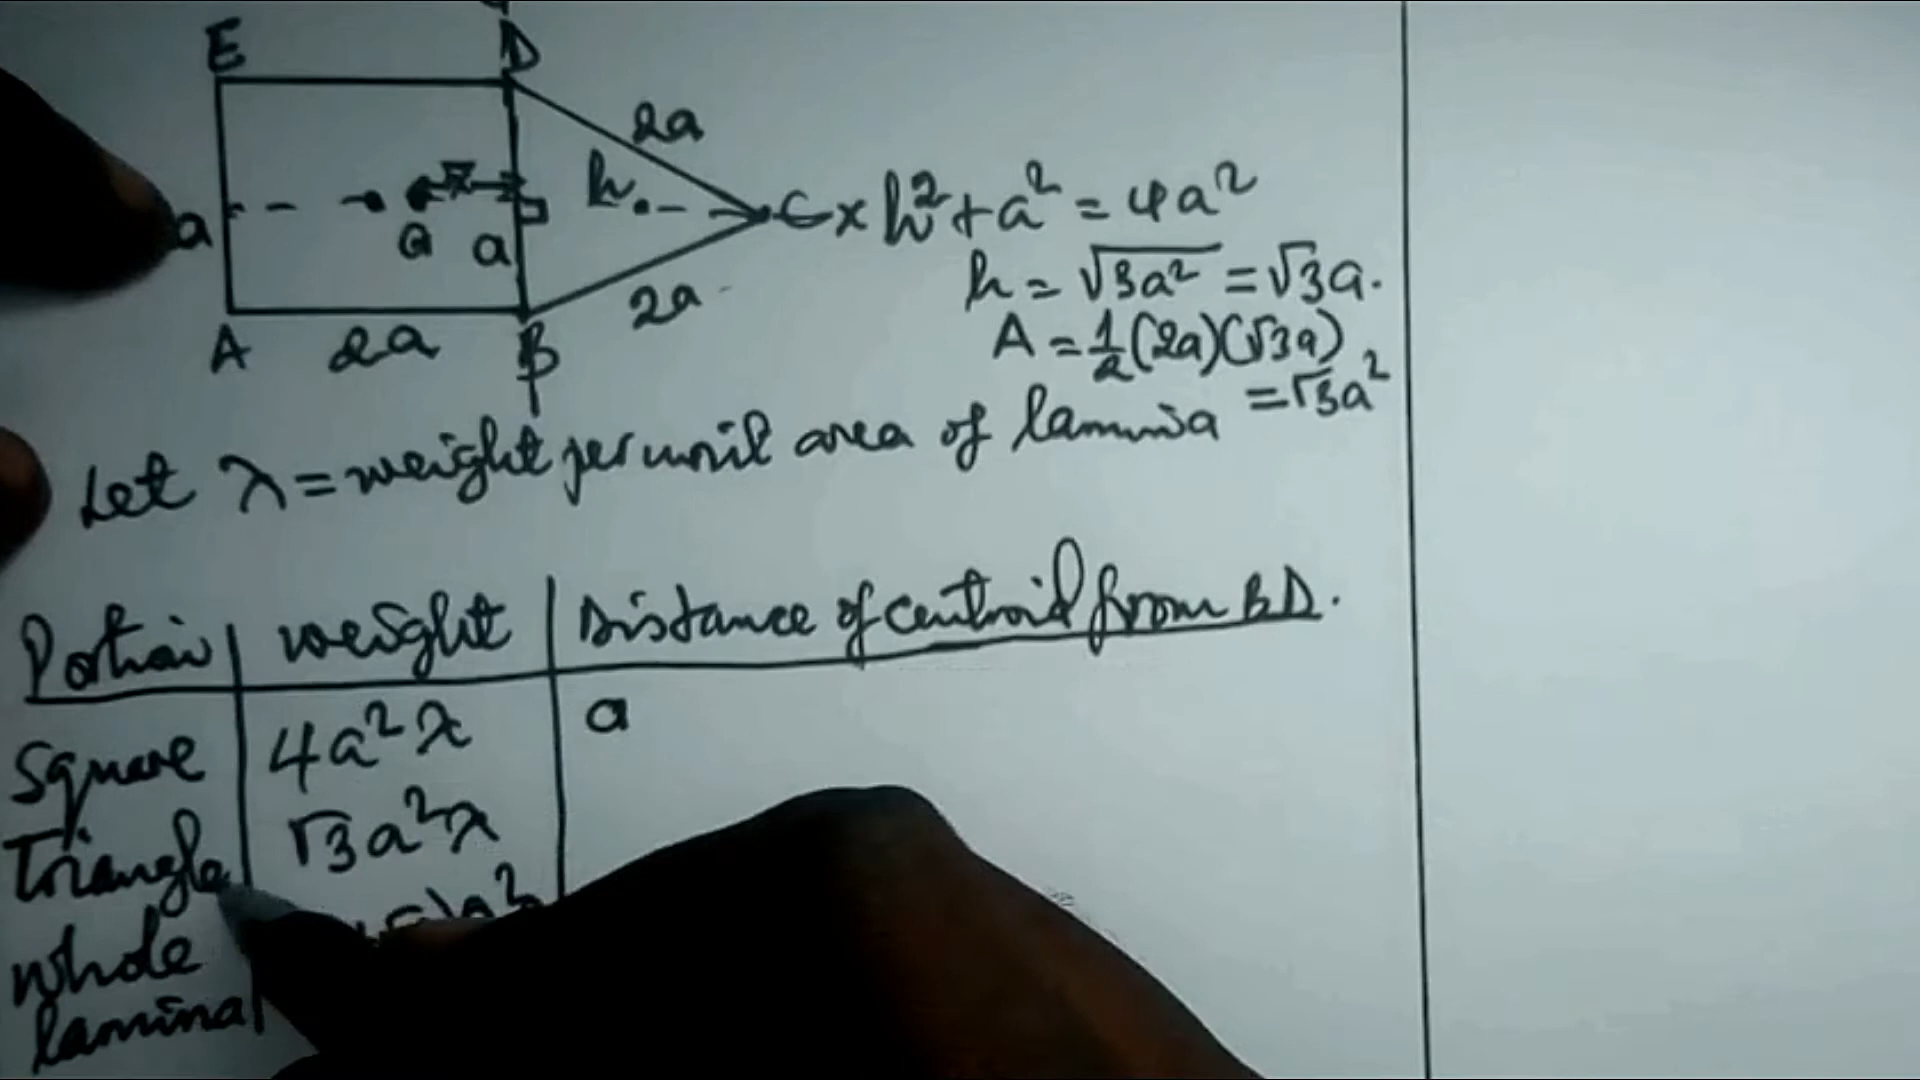 E D
2a
h
x̄
C x h² + a² = 4a²
a G a
h = √3a² = √3a.
2a
A 2a B
A = ½(2a)(√3a)
= √3a²
Let λ = weight per unit area of lamina
Portion weight Distance of centroid from BD.
Square 4a²λ a
Triangle √3a²λ
whole
lamina